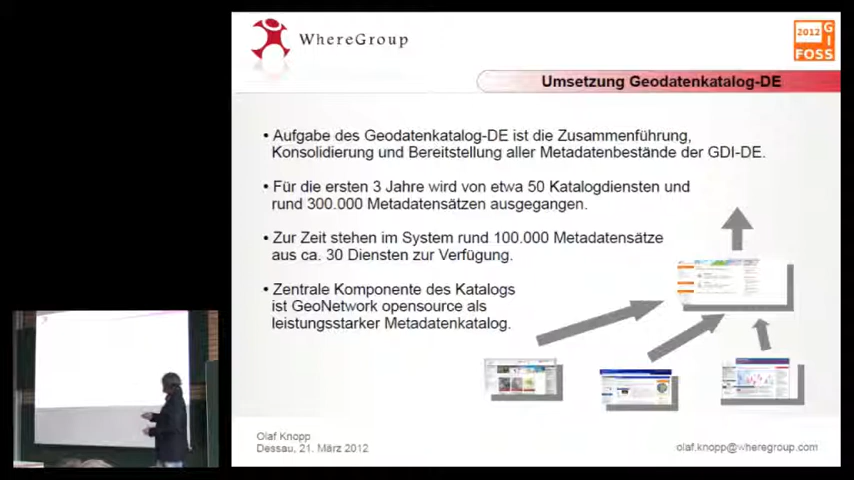 WhereGroup
2012
GI
FOSS
Umsetzung Geodatenkatalog-DE
• Aufgabe des Geodatenkatalog-DE ist die Zusammenführung,
Konsolidierung und Bereitstellung aller Metadatenbestände der GDI-DE.
• Für die ersten 3 Jahre wird von etwa 50 Katalogdiensten und
rund 300.000 Metadatensätzen ausgegangen.
• Zur Zeit stehen im System rund 100.000 Metadatensätze
aus ca. 30 Diensten zur Verfügung.
• Zentrale Komponente des Katalogs
ist GeoNetwork opensource als
leistungsstarker Metadatenkatalog.
Olaf Knopp
Dessau, 21. März 2012
olaf.knopp@wheregroup.com